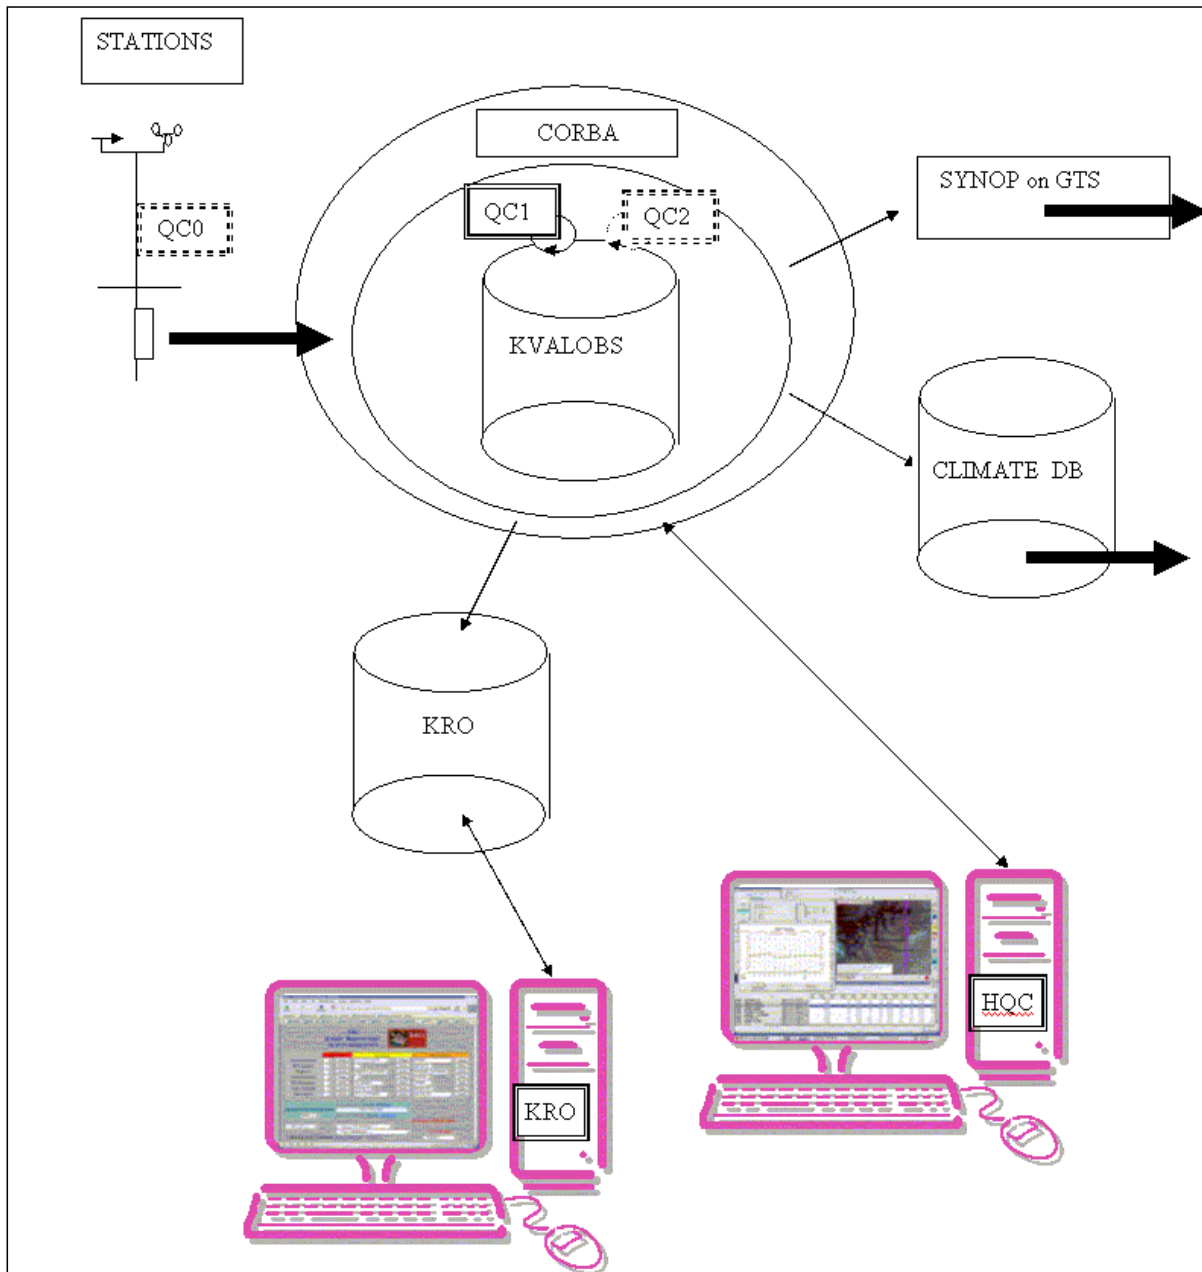 STATIONS
CORBA
SYNOP on GTS
QC1
QC2
QC0
KVALOBS
CLIMATE DB
KRO
HQC
KRO